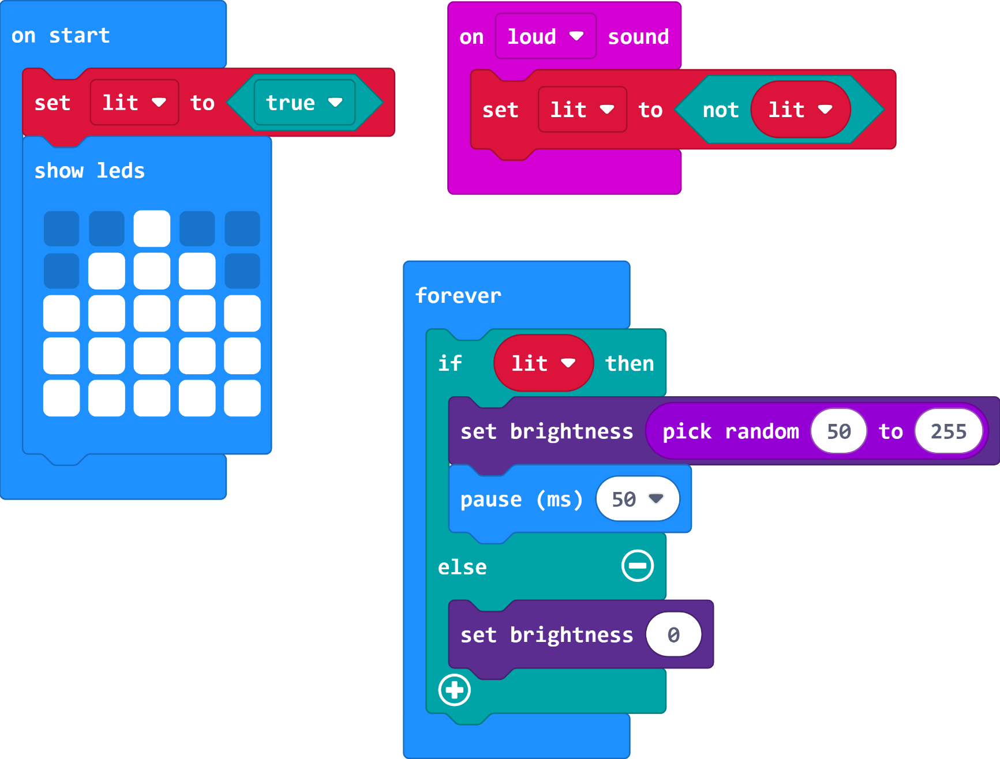 on start
set lit to true
show leds
on loud sound
set lit to not lit
forever
if lit then
set brightness pick random 50 to 255
pause (ms) 50
else
set brightness 0